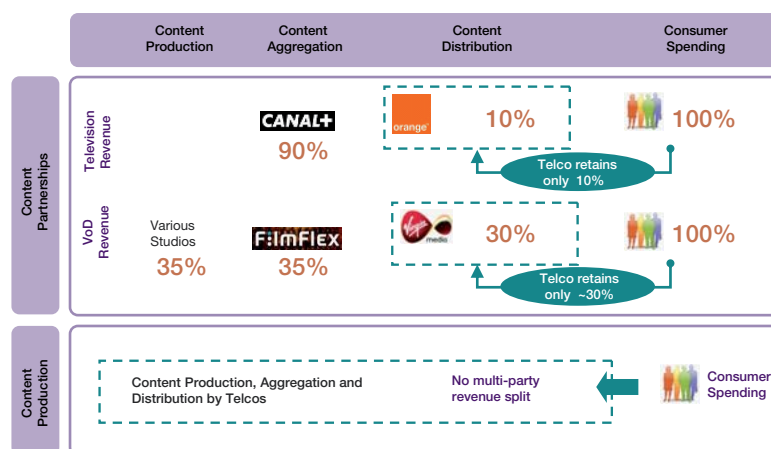 Content
Production
Content
Aggregation
Content
Distribution
Consumer
Spending
Content
Partnerships
Television
Revenue
CANAL+
90%
orange
10%
100%
Telco retains
only 10%
VoD
Revenue
Various
Studios
35%
FilmFlex
35%
Virgin
media
30%
100%
Telco retains
only ~30%
Content
Production
Content Production, Aggregation and
Distribution by Telcos
No multi-party
revenue split
Consumer
Spending